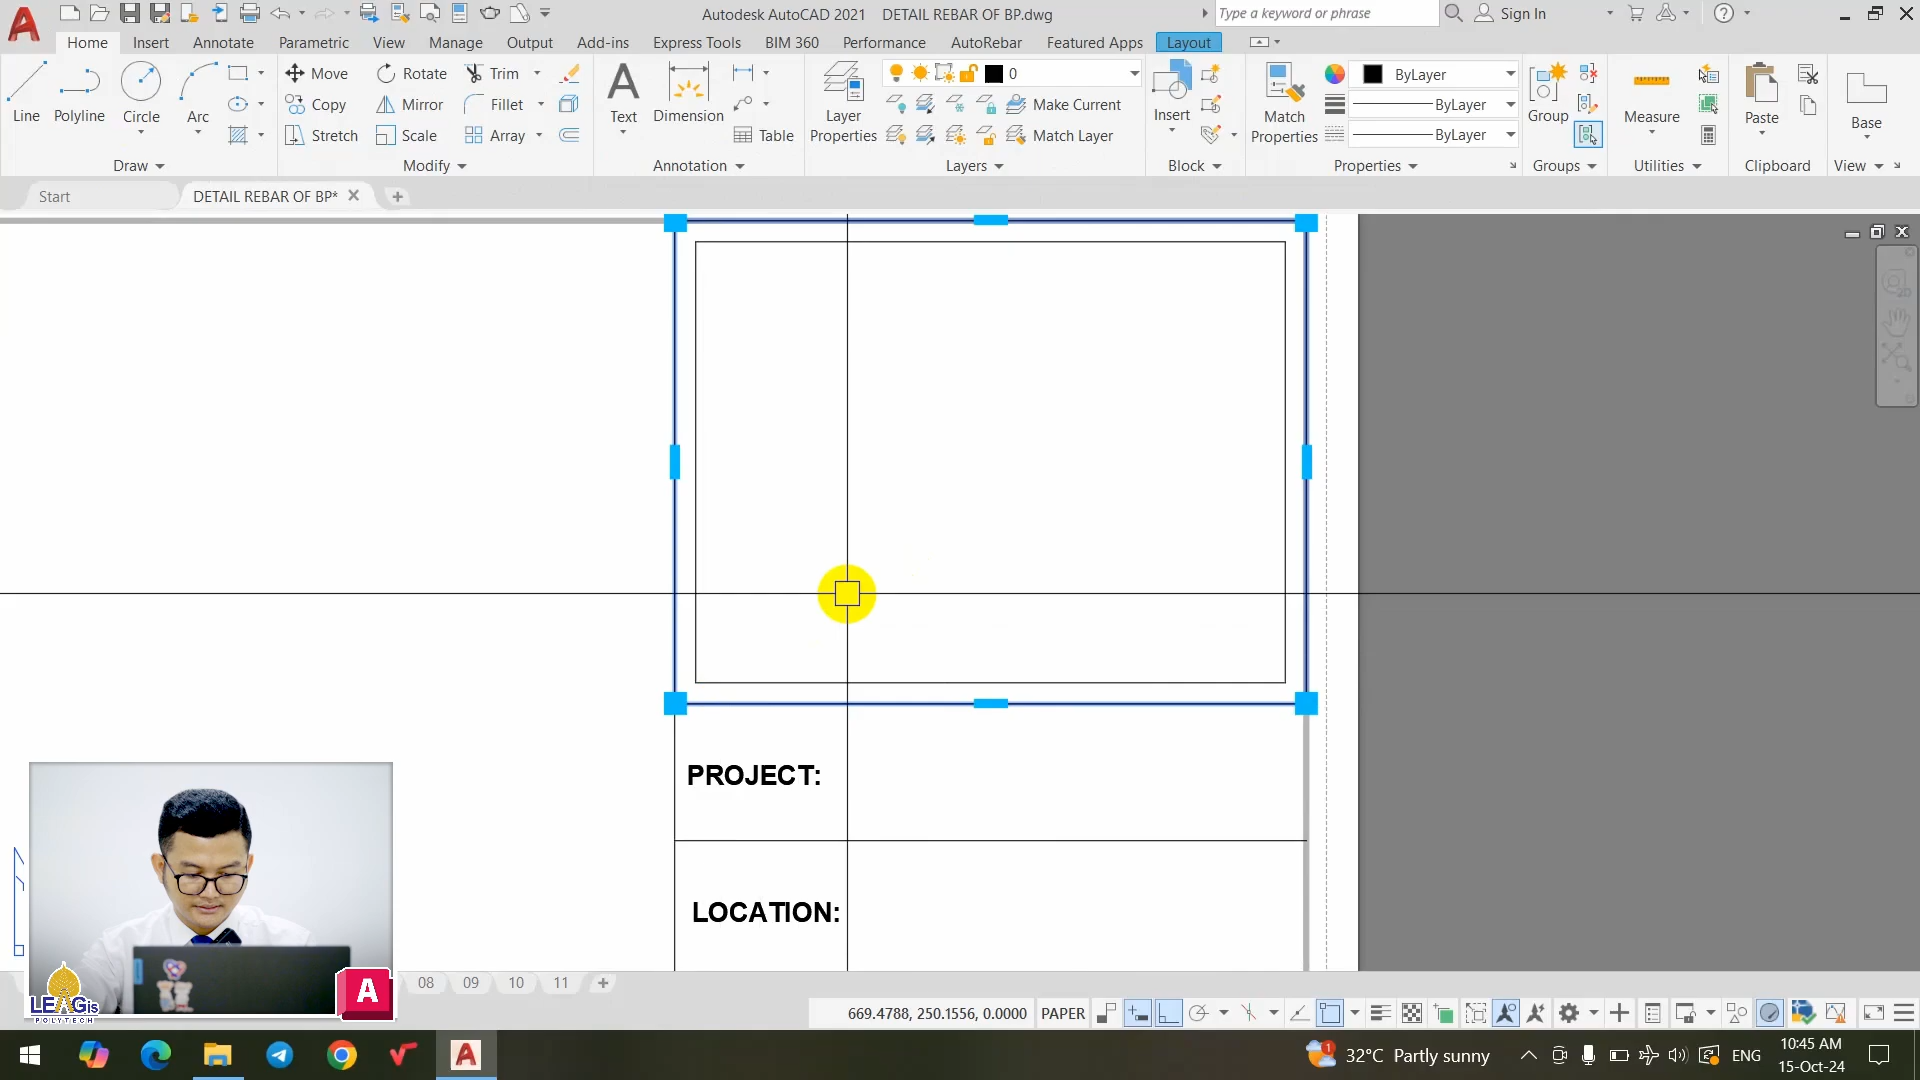 Autodesk AutoCAD 2021 DETAIL REBAR OF BP.dwg
Type a keyword or phrase
Sign In
Home Insert Annotate Parametric View Manage Output Add-ins Express Tools BIM 360 Performance AutoRebar Featured Apps Layout
Line Polyline Circle Arc
Move Rotate Trim
Copy Mirror Fillet
Stretch Scale Array
Text Dimension
Table
Layer Properties
0
Make Current
Match Layer
Insert
Match Properties
ByLayer
ByLayer
ByLayer
Group
Measure
Paste
Base
Draw Modify Annotation Layers Block Properties Groups Utilities Clipboard View
Start
DETAIL REBAR OF BP*
2D
PROJECT:
LOCATION:
A
LEAGis
POLYTECH
08 09 10 11
669.4788, 250.1556, 0.0000 PAPER
1
32°C Partly sunny
ENG
10:45 AM
15-Oct-24